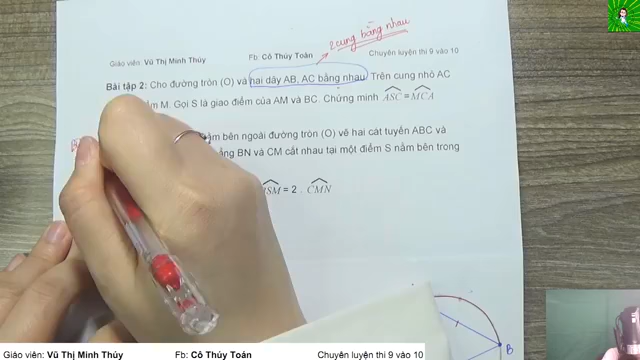 2 cung bằng nhau
Giáo viên: Vũ Thị Minh Thúy Fb: Cô Thúy Toán Chuyên luyện thi 9 vào 10
Bài tập 2: Cho đường tròn (O) và hai dây AB, AC bằng nhau. Trên cung nhỏ AC
M. Gọi S là giao điểm của AM và BC. Chứng minh ASC = MCA
bên ngoài đường tròn (O) vẽ hai cát tuyến ABC và
BN và CM cắt nhau tại một điểm S nằm bên trong
= 2 . CMN
B
Giáo viên: Vũ Thị Minh Thúy Fb: Cô Thúy Toán Chuyên luyện thi 9 vào 10